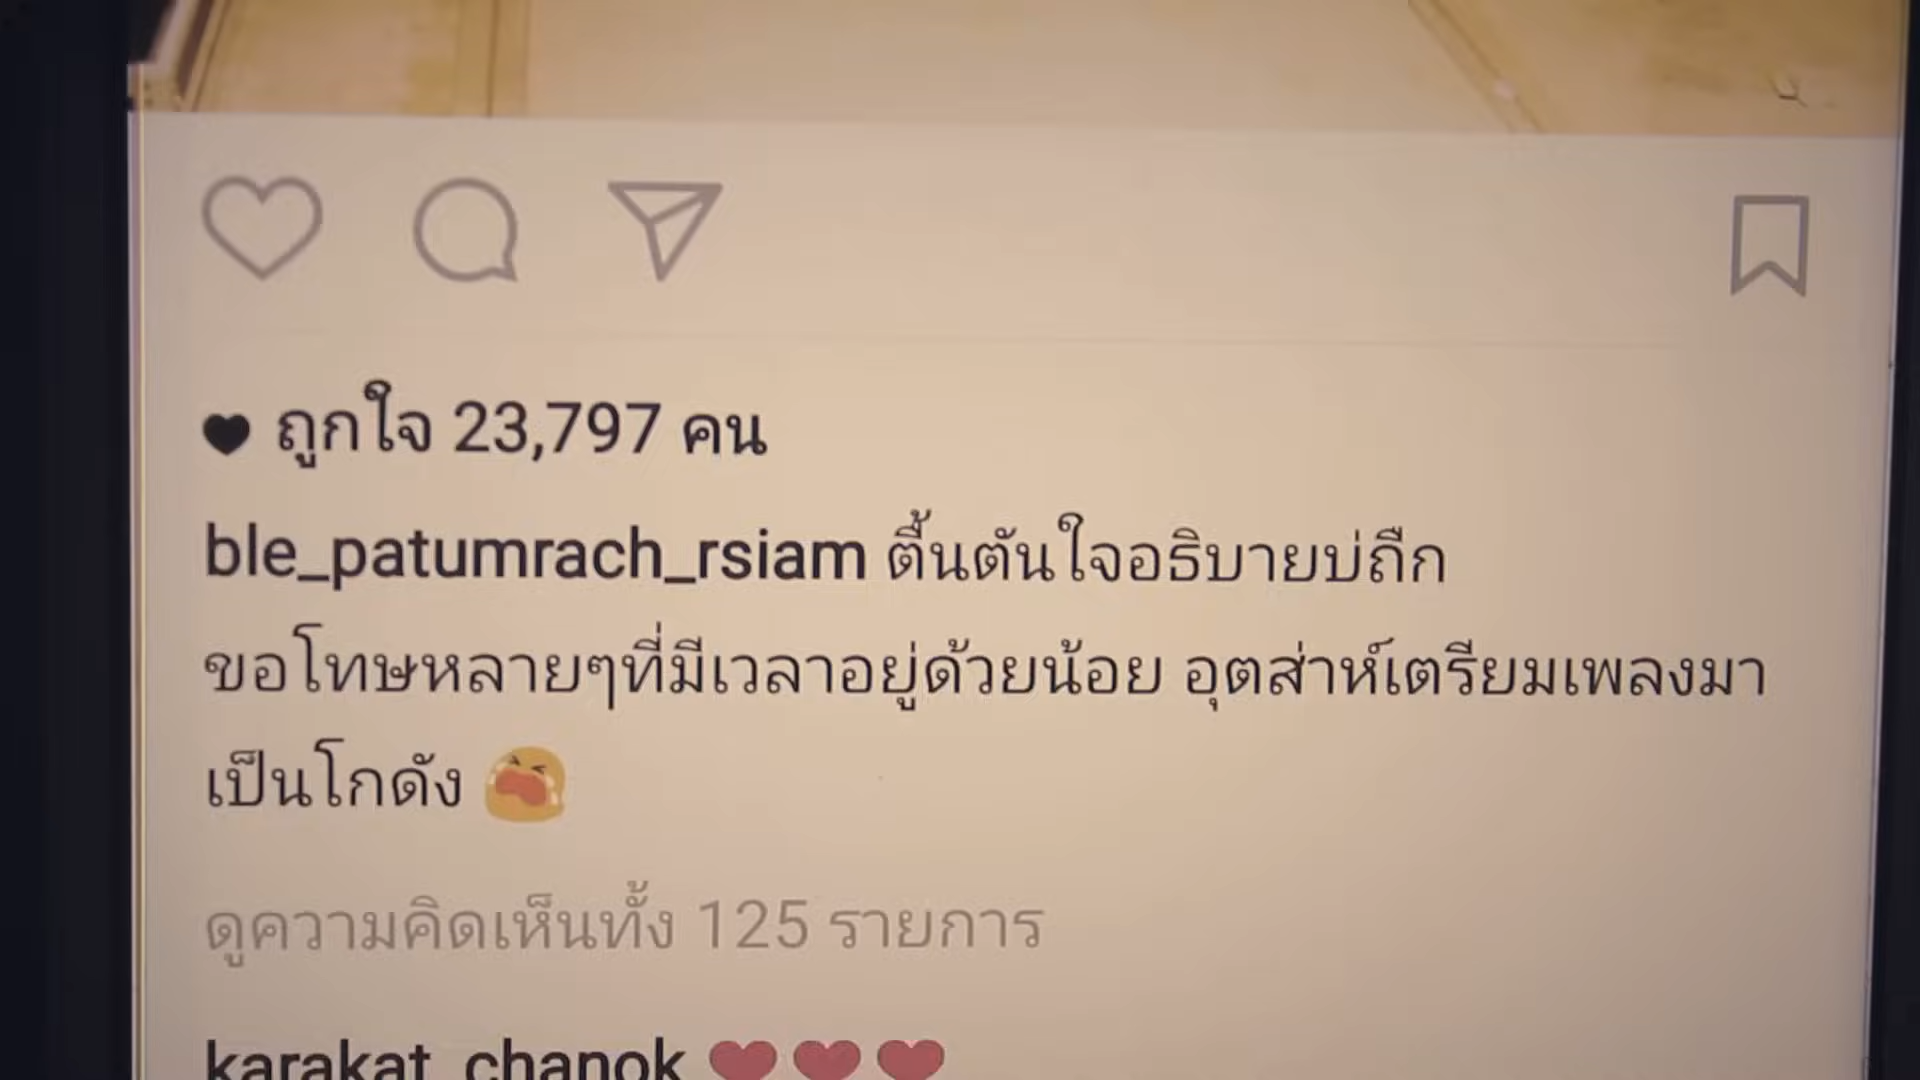 ถูกใจ 23,797 คน
ble_patumrach_rsiam ตื้นตันใจอธิบายบ่ถืก
ขอโทษหลายๆที่มีเวลาอยู่ด้วยน้อย อุตส่าห์เตรียมเพลงมา
เป็นโกดัง 😭
ดูความคิดเห็นทั้ง 125 รายการ
karakat_chanok ❤❤❤